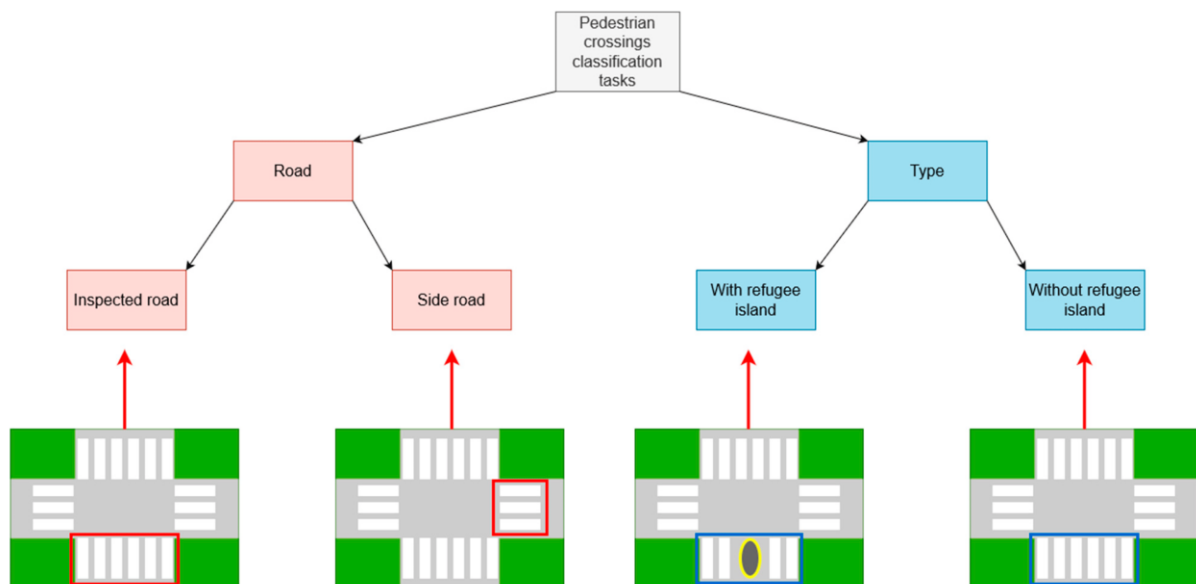 Pedestrian
crossings
classification
tasks
Road
Type
Inspected road
Side road
With refugee
island
Without refugee
island